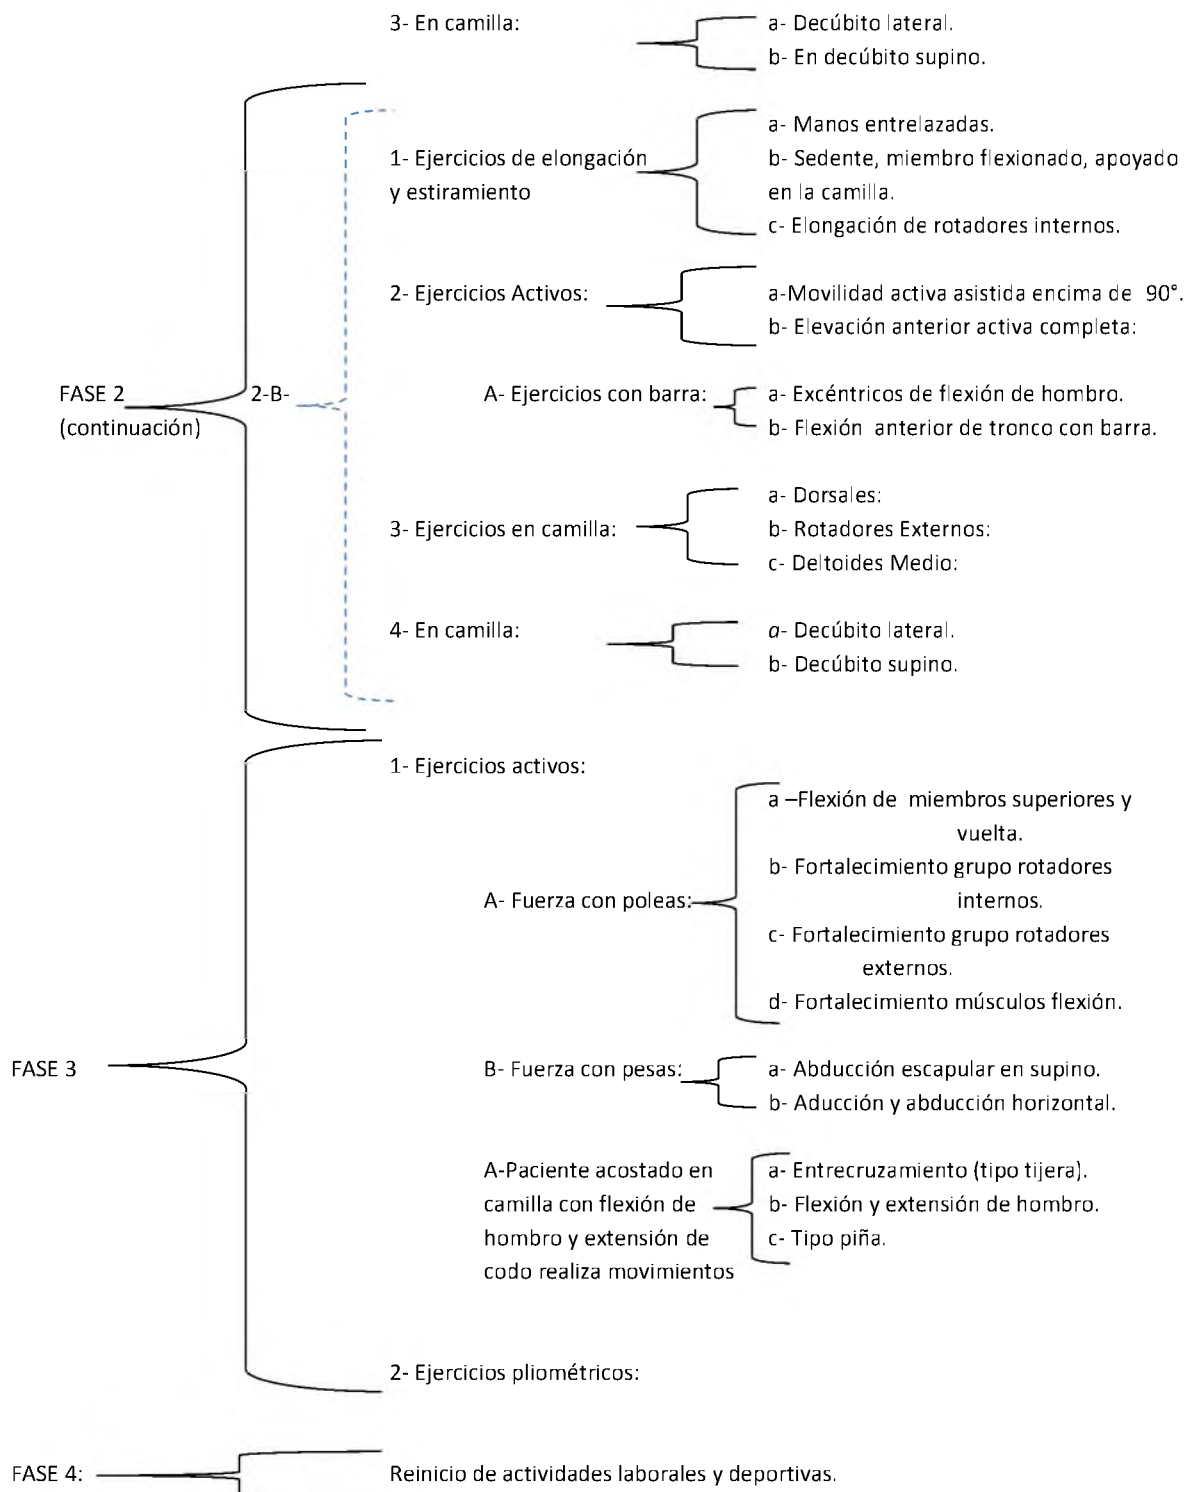 3- En camilla:
a- Decúbito lateral.
b- En decúbito supino.
FASE 2
(continuación)
2-B-
1- Ejercicios de elongación
y estiramiento
a- Manos entrelazadas.
b- Sedente, miembro flexionado, apoyado
en la camilla.
c- Elongación de rotadores internos.
2- Ejercicios Activos:
a-Movilidad activa asistida encima de 90°.
b- Elevación anterior activa completa:
A- Ejercicios con barra:
a- Excéntricos de flexión de hombro.
b- Flexión anterior de tronco con barra.
3- Ejercicios en camilla:
a- Dorsales:
b- Rotadores Externos:
c- Deltoides Medio:
4- En camilla:
a- Decúbito lateral.
b- Decúbito supino.
FASE 3
1- Ejercicios activos:
A- Fuerza con poleas:
a –Flexión de miembros superiores y
vuelta.
b- Fortalecimiento grupo rotadores
internos.
c- Fortalecimiento grupo rotadores
externos.
d- Fortalecimiento músculos flexión.
B- Fuerza con pesas:
a- Abducción escapular en supino.
b- Aducción y abducción horizontal.
A-Paciente acostado en
camilla con flexión de
hombro y extensión de
codo realiza movimientos
a- Entrecruzamiento (tipo tijera).
b- Flexión y extensión de hombro.
c- Tipo piña.
2- Ejercicios pliométricos:
FASE 4:
Reinicio de actividades laborales y deportivas.